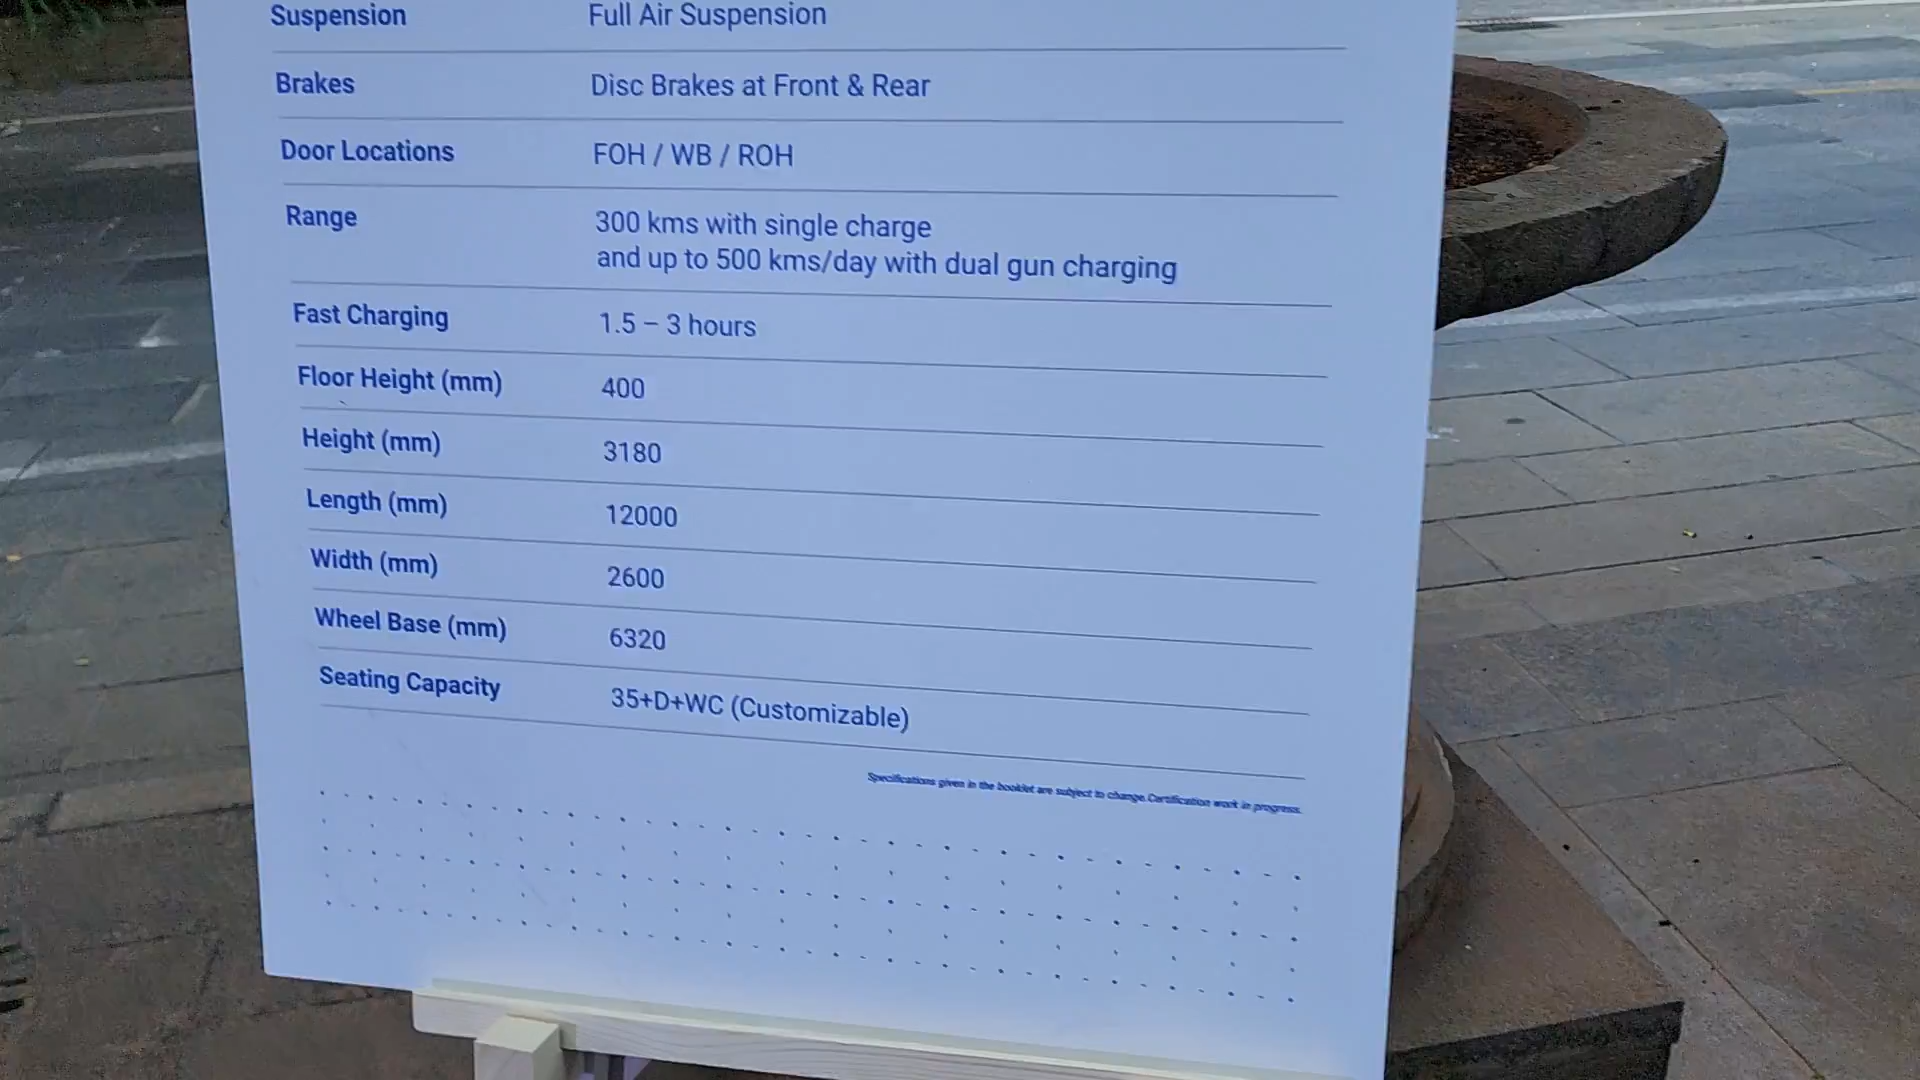 Suspension Full Air Suspension
Brakes Disc Brakes at Front & Rear
Door Locations FOH / WB / ROH
Range 300 kms with single charge
and up to 500 kms/day with dual gun charging
Fast Charging 1.5 – 3 hours
Floor Height (mm) 400
Height (mm) 3180
Length (mm) 12000
Width (mm) 2600
Wheel Base (mm) 6320
Seating Capacity 35+D+WC (Customizable)
Specifications given in the booklet are subject to change. Certification work in progress.